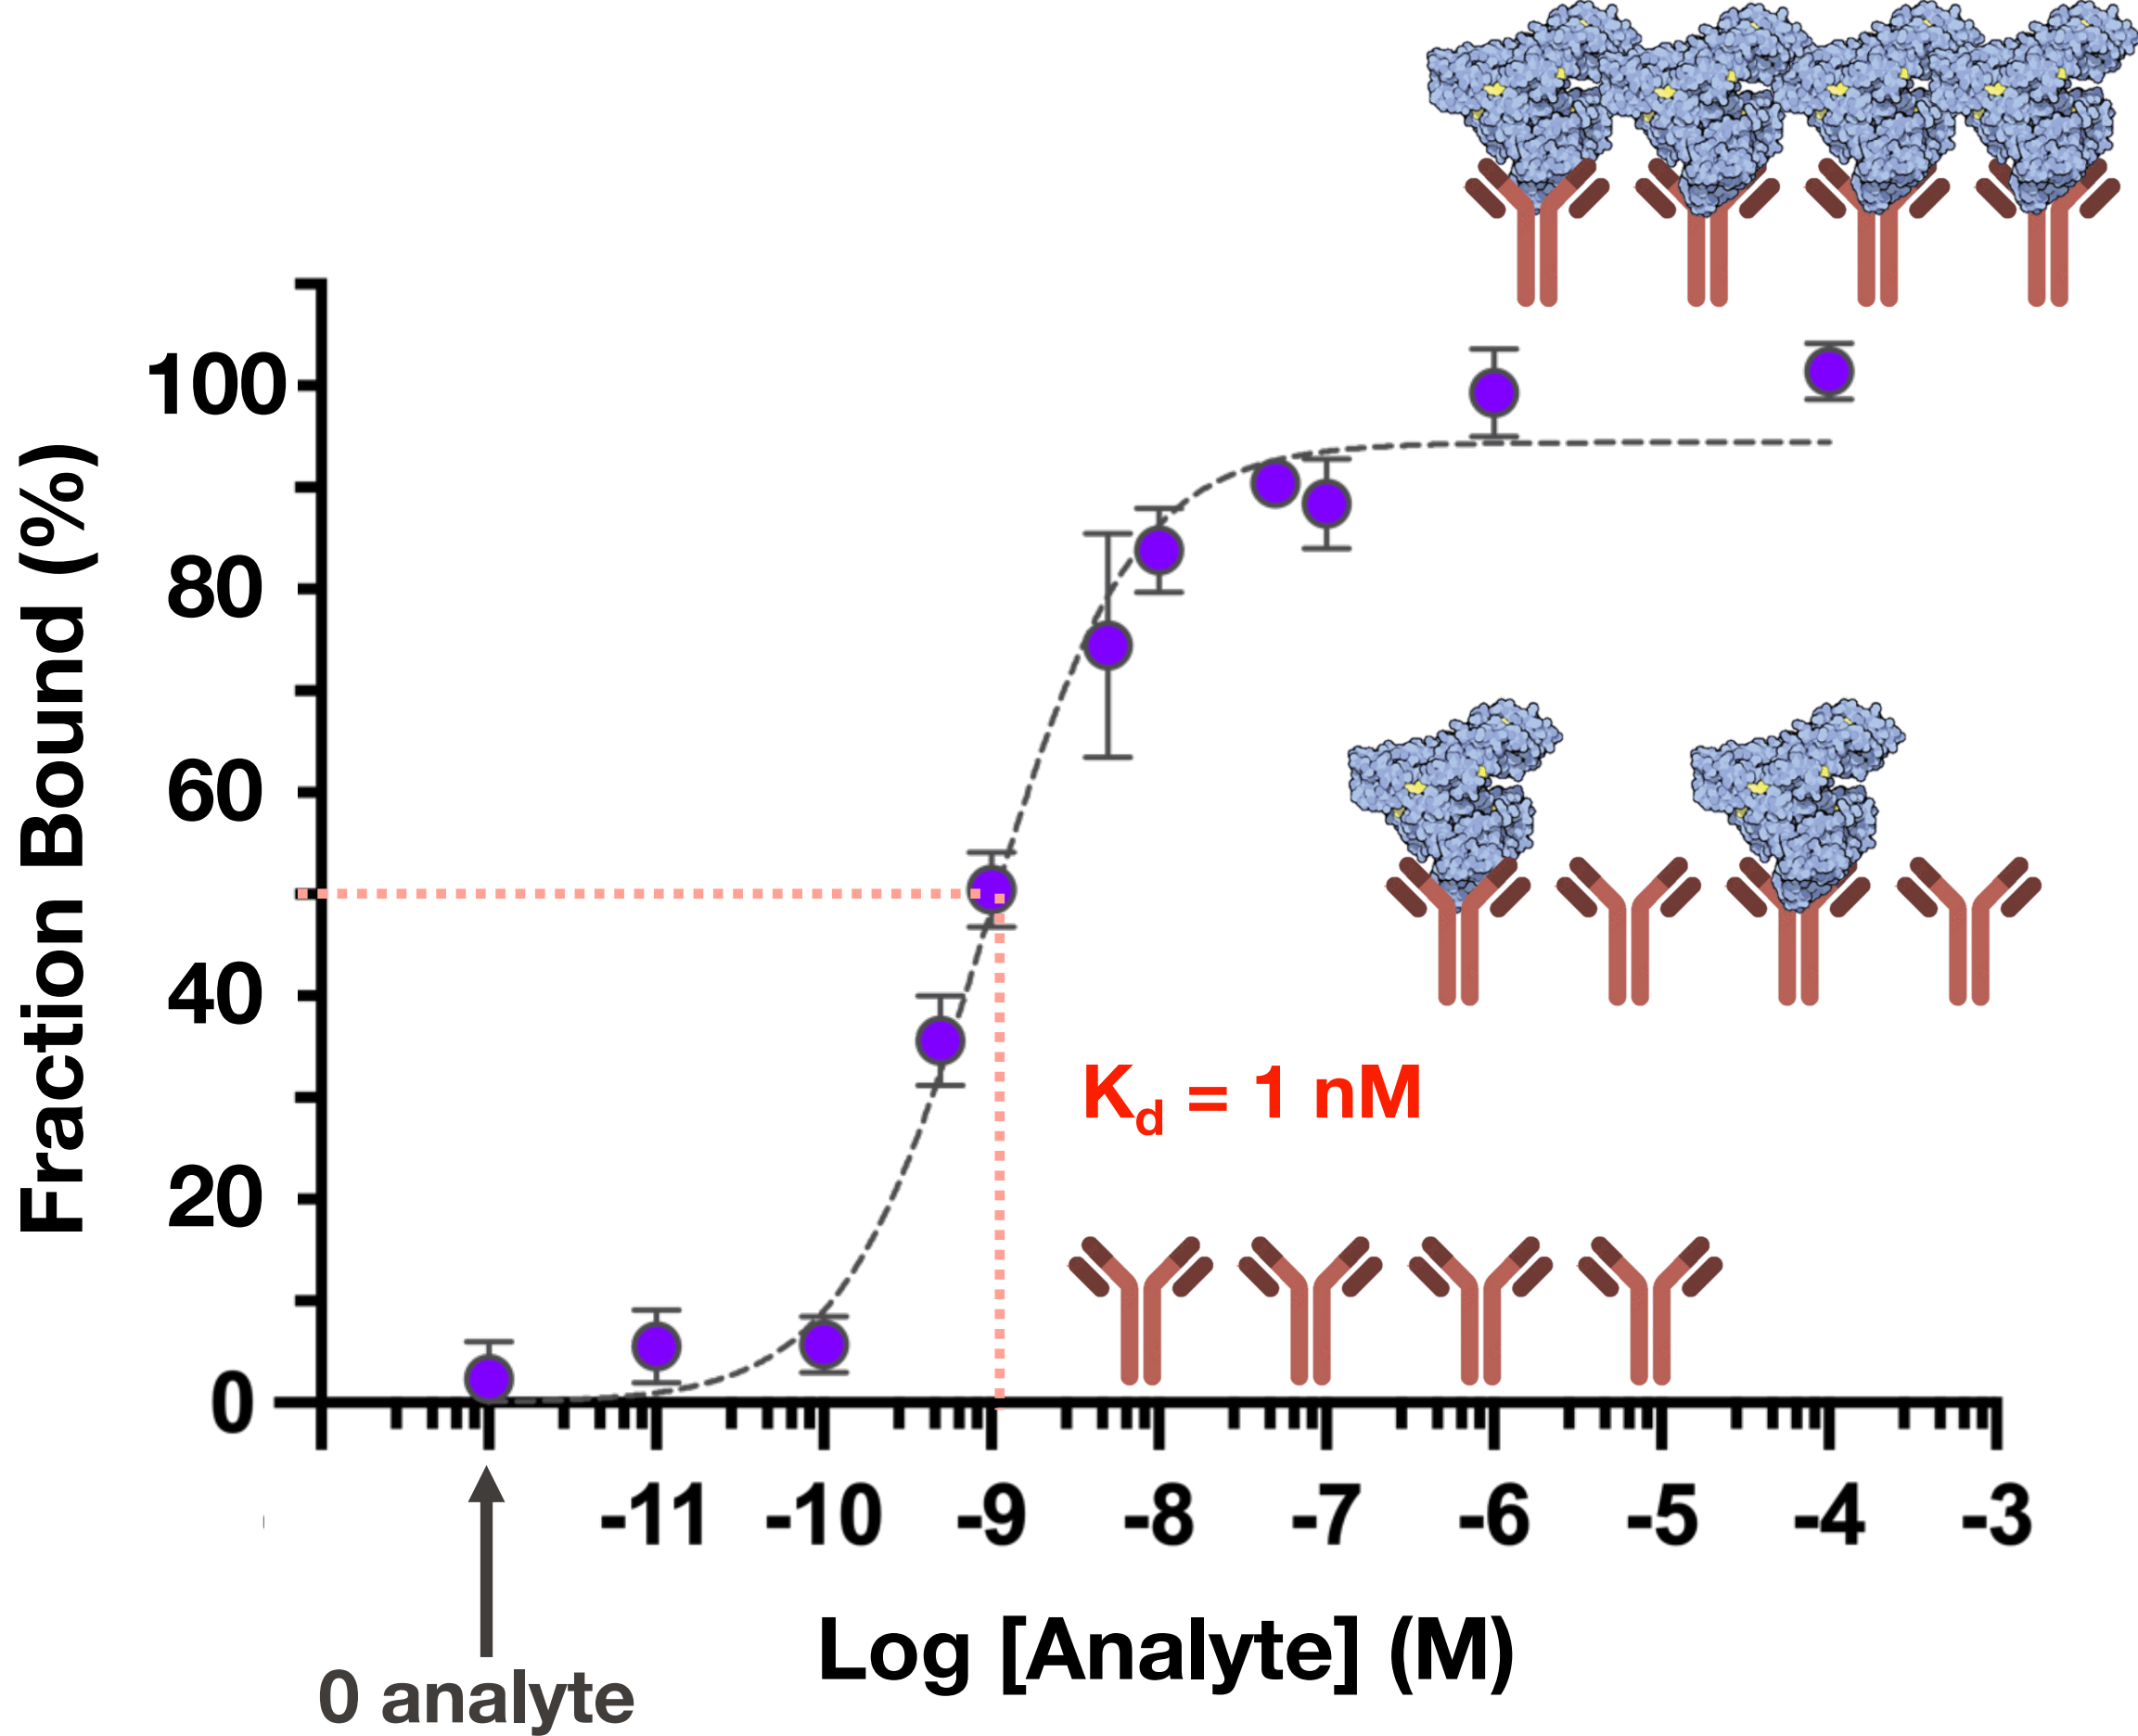 Fraction Bound (%)
100
80
60
40
20
0
K_d = 1 nM
-11 -10 -9 -8 -7 -6 -5 -4 -3
Log [Analyte] (M)
0 analyte